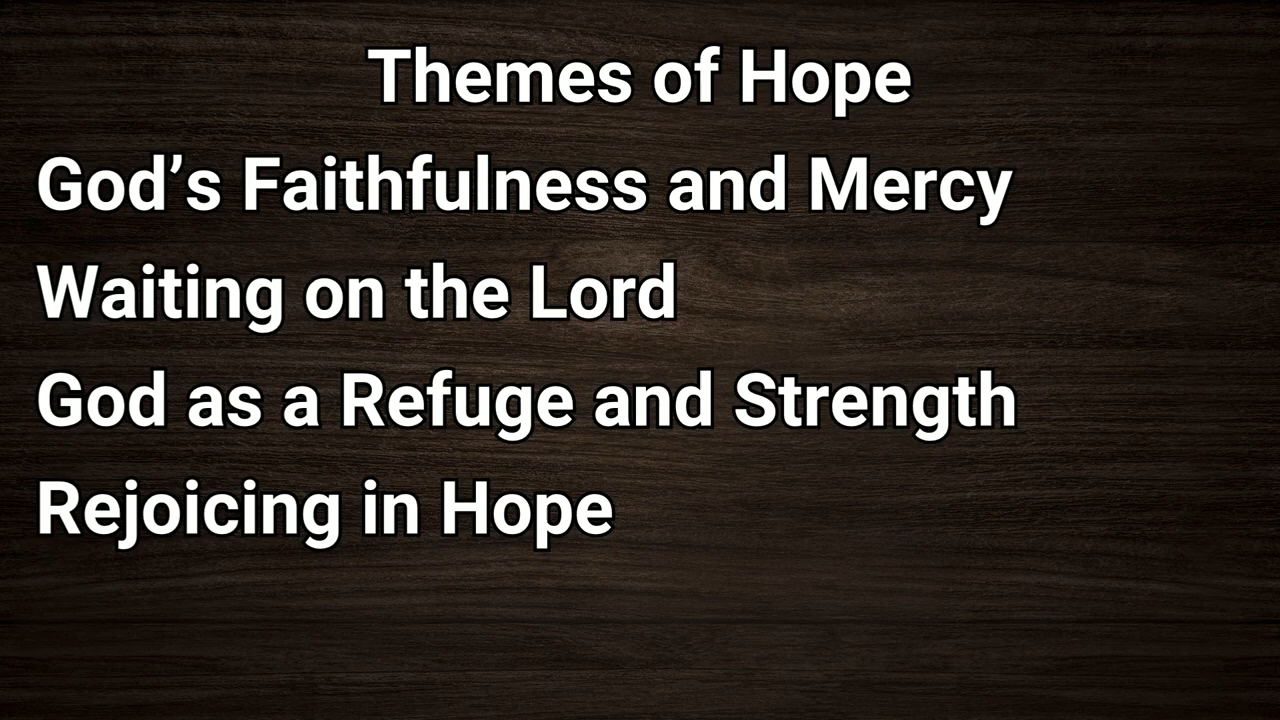 Themes of Hope
God’s Faithfulness and Mercy
Waiting on the Lord
God as a Refuge and Strength
Rejoicing in Hope